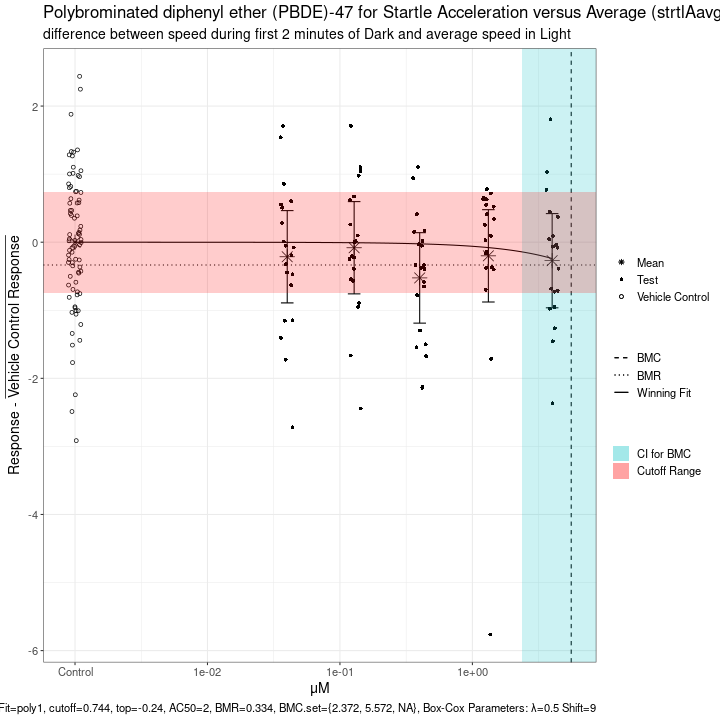 Polybrominated diphenyl ether (PBDE)-47 for Startle Acceleration versus Average (strtlAavg
difference between speed during first 2 minutes of Dark and average speed in Light
Response - Vehicle Control Response
2
0
-2
-4
-6
Control
1e-02
1e-01
1e+00
µM
Mean
Test
Vehicle Control
BMC
BMR
Winning Fit
CI for BMC
Cutoff Range
Fit=poly1, cutoff=0.744, top=-0.24, AC50=2, BMR=0.334, BMC.set={2.372, 5.572, NA}, Box-Cox Parameters: λ=0.5 Shift=9